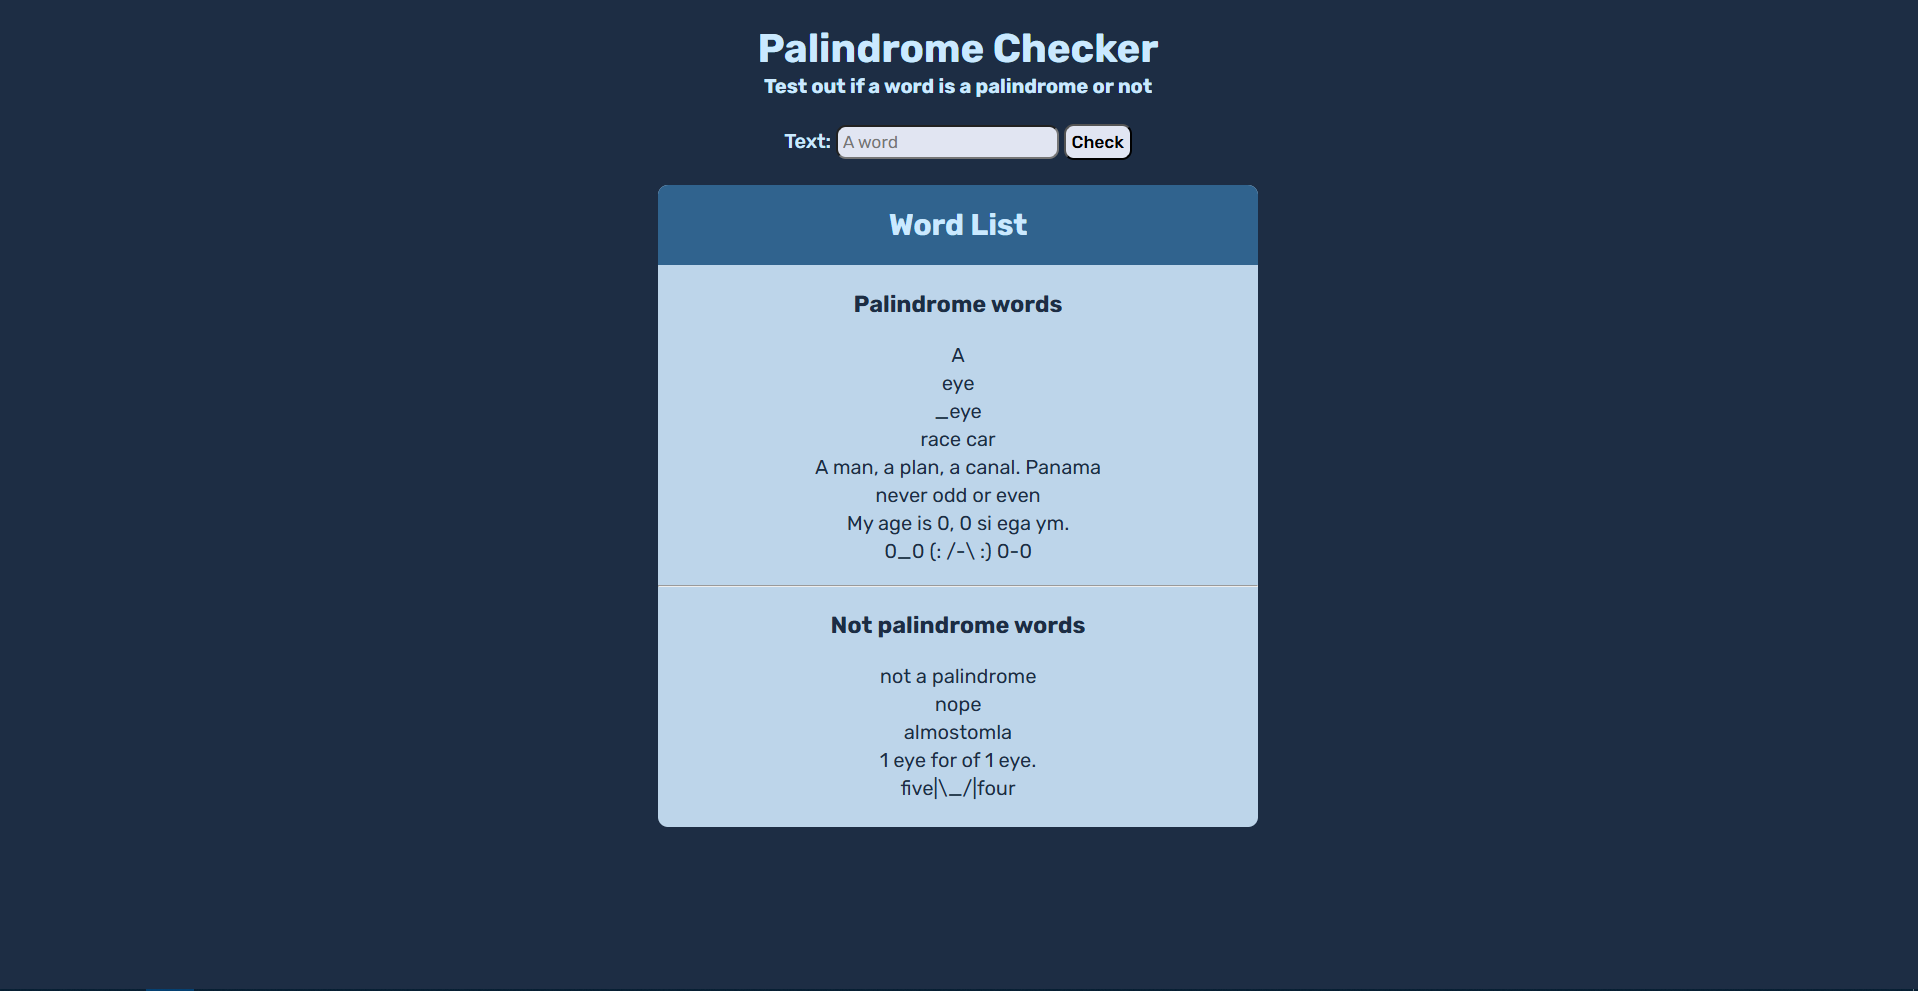 Palindrome Checker
Test out if a word is a palindrome or not
Text: A word Check
Word List
Palindrome words
A
eye
_eye
race car
A man, a plan, a canal. Panama
never odd or even
My age is 0, 0 si ega ym.
0_0 (: /-\ :) 0-0
Not palindrome words
not a palindrome
nope
almostomla
1 eye for of 1 eye.
five|\_/|four